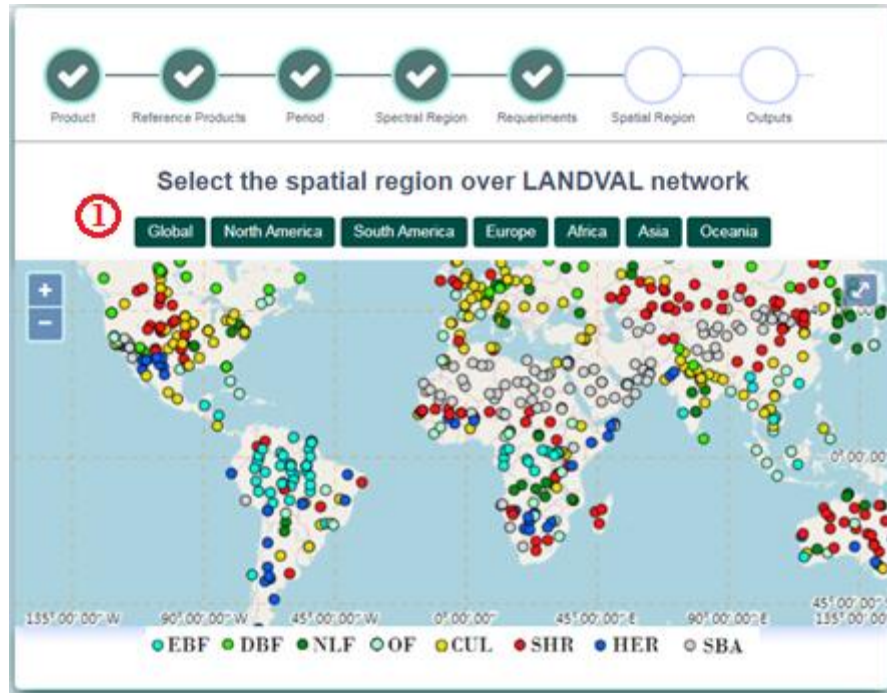 Product Reference Products Period Spectral Region Requeriments Spatial Region Outputs
Select the spatial region over LANDVAL network
1
Global North America South America Europe Africa Asia Oceania
+
-
0°00'00"
45°00'00"
135°00'00" W 90°00'00" W 45°00'00" W 0°00'00" 45°00'00" E 90°00'00" E 135°00'00"
EBF DBF NLF OF CUL SHR HER SBA